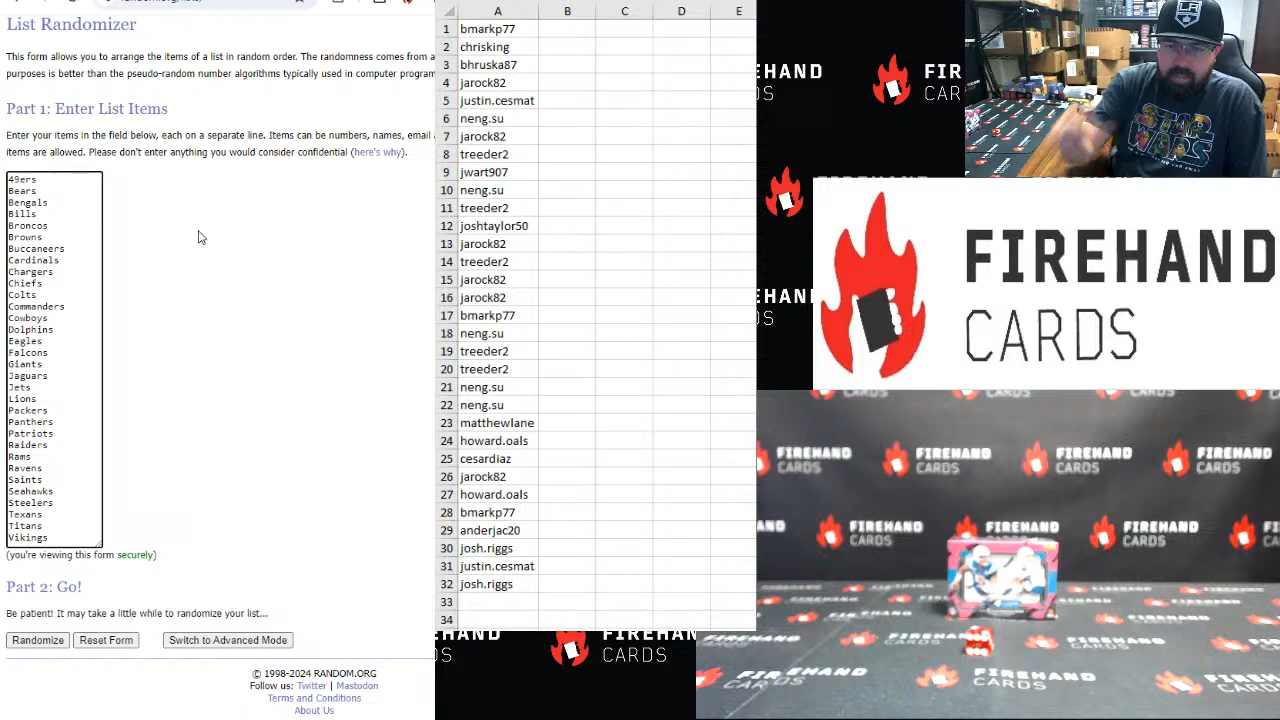 List Randomizer
This form allows you to arrange the items of a list in random order. The randomness comes from a
purposes is better than the pseudo-random number algorithms typically used in computer program
Part 1: Enter List Items
Enter your items in the field below, each on a separate line. Items can be numbers, names, email
items are allowed. Please don't enter anything you would consider confidential (here's why).
49ers
Bears
Bengals
Bills
Broncos
Browns
Buccaneers
Cardinals
Chargers
Chiefs
Colts
Commanders
Cowboys
Dolphins
Eagles
Falcons
Giants
Jaguars
Jets
Lions
Packers
Panthers
Patriots
Raiders
Rams
Ravens
Saints
Seahawks
Steelers
Texans
Titans
Vikings
(you're viewing this form securely)
Part 2: Go!
Be patient! It may take a little while to randomize your list...
Randomize Reset Form Switch to Advanced Mode
© 1998-2024 RANDOM.ORG
Follow us: Twitter | Mastodon
Terms and Conditions
About Us
A B C D E
1 bmarkp77
2 chrisking
3 bhruska87
4 jarock82
5 justin.cesmat
6 neng.su
7 jarock82
8 treeder2
9 jwart907
10 neng.su
11 treeder2
12 joshtaylor50
13 jarock82
14 treeder2
15 jarock82
16 jarock82
17 bmarkp77
18 neng.su
19 treeder2
20 treeder2
21 neng.su
22 neng.su
23 matthewlane
24 howard.oals
25 cesardiaz
26 jarock82
27 howard.oals
28 bmarkp77
29 anderjac20
30 josh.riggs
31 justin.cesmat
32 josh.riggs
33
34
STAR
WARS
FIREHAND
CARDS
FIREHAND
CARDS
FIREHAND
CARDS
FIREHAND
CARDS
FIREHAND
CARDS
FIREHAND
CARDS
FIREHAND
CARDS